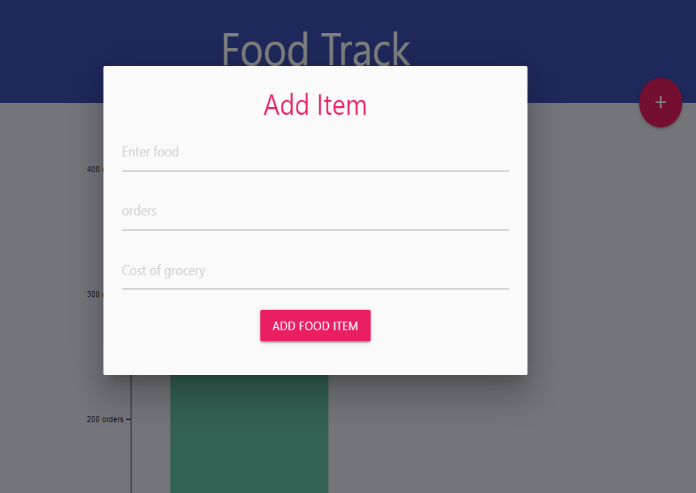 Food Track
+
Add Item
Enter food
400
orders
Cost of grocery
300
ADD FOOD ITEM
200 orders